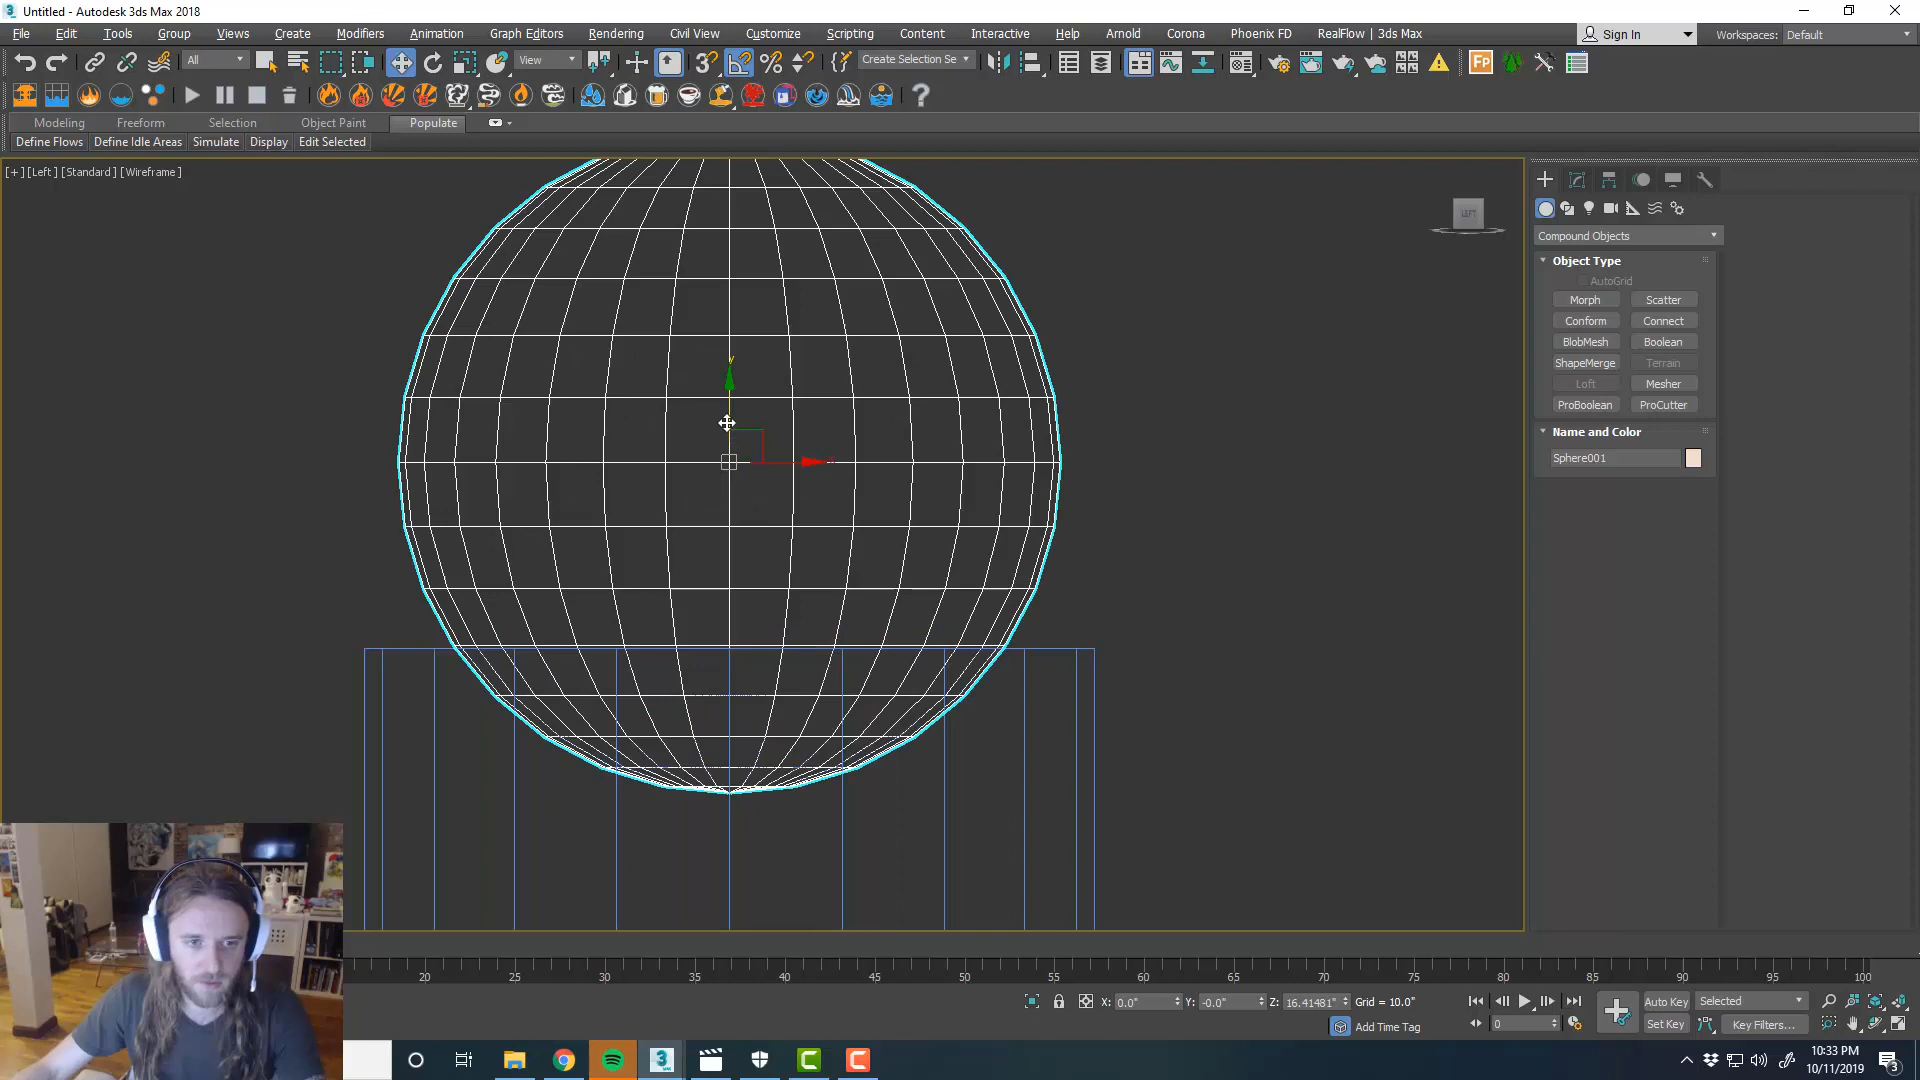 Untitled - Autodesk 3ds Max 2018
File Edit Tools Group Views Create Modifiers Animation Graph Editors Rendering Civil View Customize Scripting Content Interactive Help Arnold Corona Phoenix FD RealFlow | 3ds Max Sign In Workspaces: Default
All View Create Selection Se
Modeling Freeform Selection Object Paint Populate
Define Flows Define Idle Areas Simulate Display Edit Selected
[+] [Left] [Standard] [Wireframe]
LEFT
Compound Objects
Object Type
AutoGrid
Morph Scatter
Conform Connect
BlobMesh Boolean
ShapeMerge Terrain
Loft Mesher
ProBoolean ProCutter
Name and Color
Sphere001
20 25 30 35 40 45 50 55 60 65 70 75 80 85 90 95 100
X: 0.0" Y: -0.0" Z: 16.41481" Grid = 10.0" Auto Key Selected
Add Time Tag 0 Set Key Key Filters...
10:33 PM
10/11/2019
3